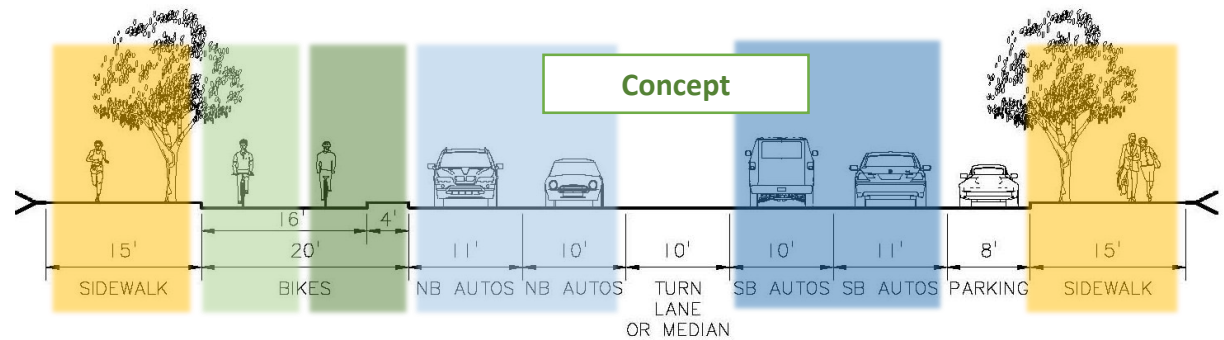 Concept
16' 4'
15' 20' 11' 10' 10' 10' 11' 8' 15'
SIDEWALK BIKES NB AUTOS NB AUTOS TURN SB AUTOS SB AUTOS PARKING SIDEWALK
LANE
OR MEDIAN